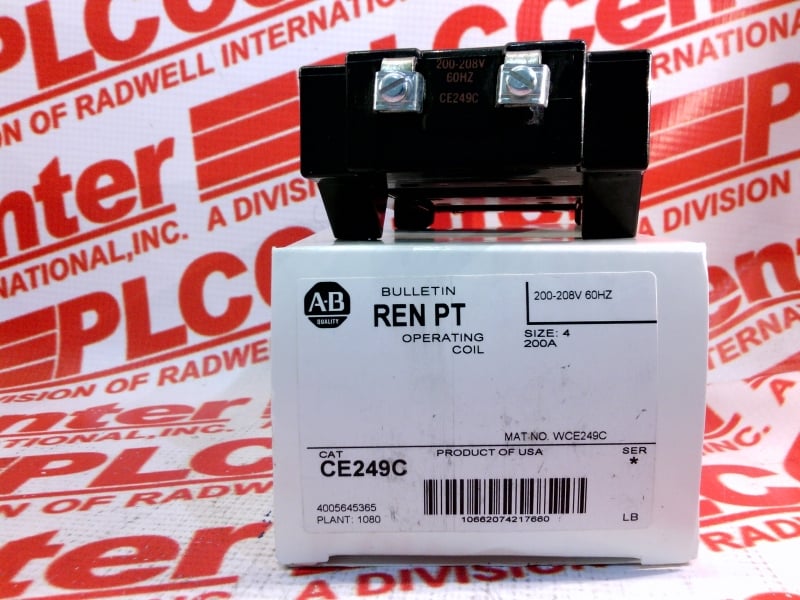 PLCCenter
A DIVISION OF RADWELL INTERNATIONAL, INC.
200-208V
60HZ
CE249C
A-B
QUALITY
BULLETIN
REN PT
OPERATING
COIL
200-208V 60HZ
SIZE: 4
200A
MAT NO. WCE249C
CAT
CE249C
PRODUCT OF USA
SER
*
4005645365
PLANT: 1080
10662074217660
LB